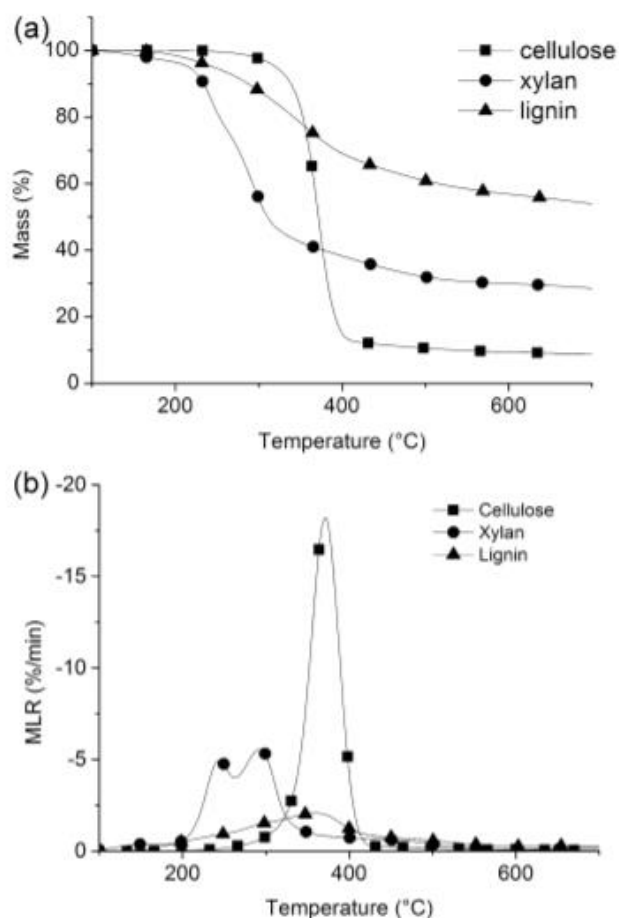 (a)
100
80
60
40
20
0
Mass (%)
cellulose
xylan
lignin
200 400 600
Temperature (°C)
(b)
-20
-15
-10
-5
0
MLR (%/min)
Cellulose
Xylan
Lignin
200 400 600
Temperature (°C)